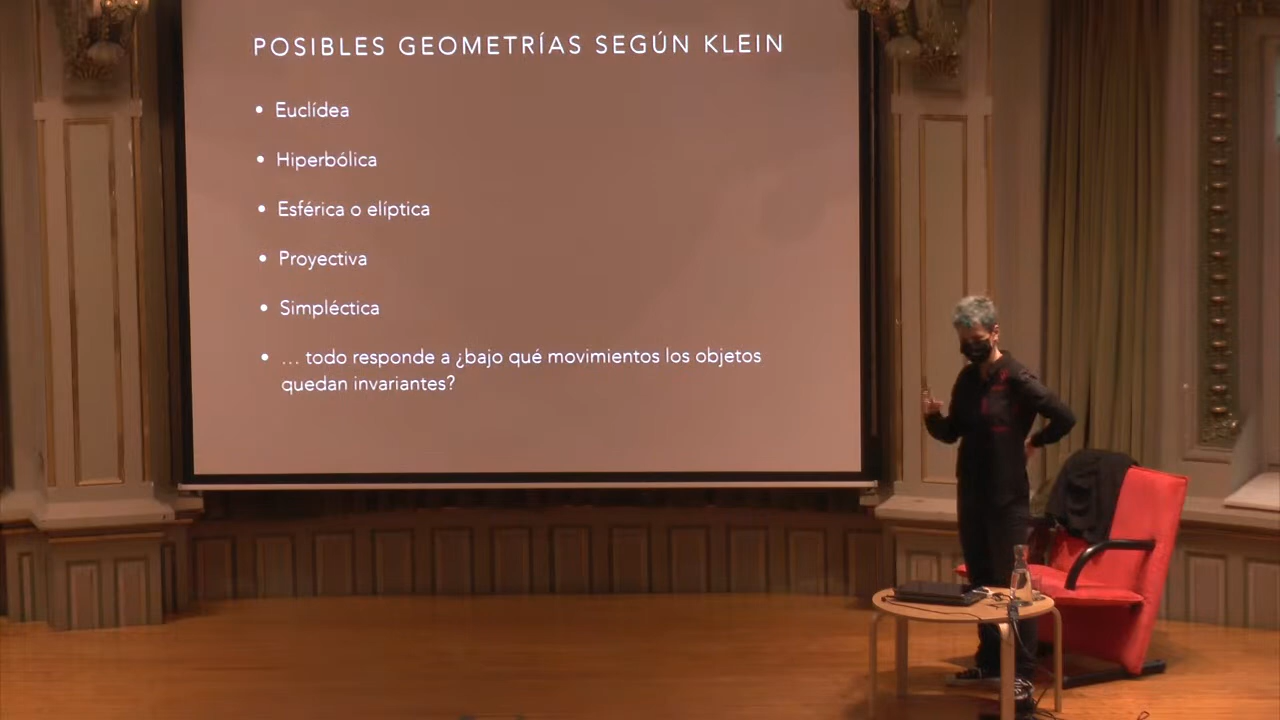 POSIBLES GEOMETRÍAS SEGÚN KLEIN
• Euclídea
• Hiperbólica
• Esférica o elíptica
• Proyectiva
• Simpléctica
• ... todo responde a ¿bajo qué movimientos los objetos
quedan invariantes?